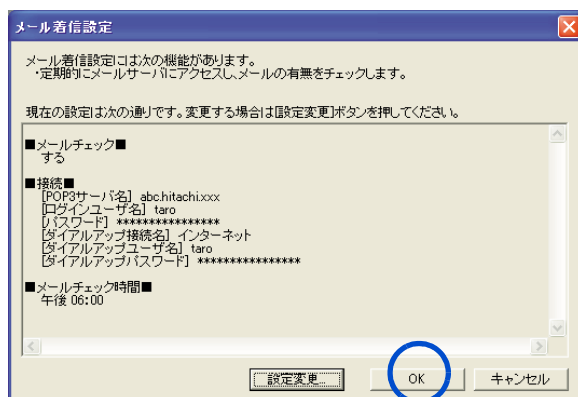 メール着信設定
メール着信設定には次の機能があります。
・定期的にメールサーバにアクセスし、メールの有無をチェックします。
現在の設定は次の通りです。変更する場合は[設定変更]ボタンを押してください。
■メールチェック■
する
■接続■
[POP3サーバ名] abc.hitachi.xxx
[ログインユーザ名] taro
[パスワード] ****************
[ダイアルアップ接続名] インターネット
[ダイアルアップユーザ名] taro
[ダイアルアップパスワード] ****************
■メールチェック時間■
午後 06:00
設定変更... OK キャンセル